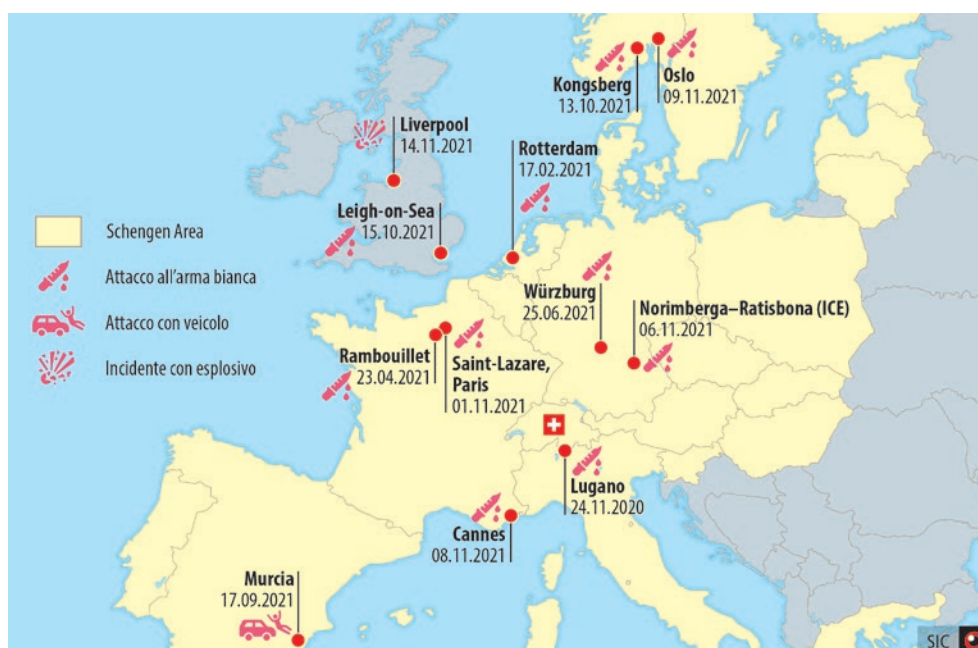 Kongsberg
13.10.2021
Oslo
09.11.2021
Liverpool
14.11.2021
Rotterdam
17.02.2021
Leigh-on-Sea
15.10.2021
Schengen Area
Attacco all'arma bianca
Attacco con veicolo
Incidente con esplosivo
Würzburg
25.06.2021
Norimberga–Ratisbona (ICE)
06.11.2021
Rambouillet
23.04.2021
Saint-Lazare,
Paris
01.11.2021
Lugano
24.11.2020
Cannes
08.11.2021
Murcia
17.09.2021
SIC